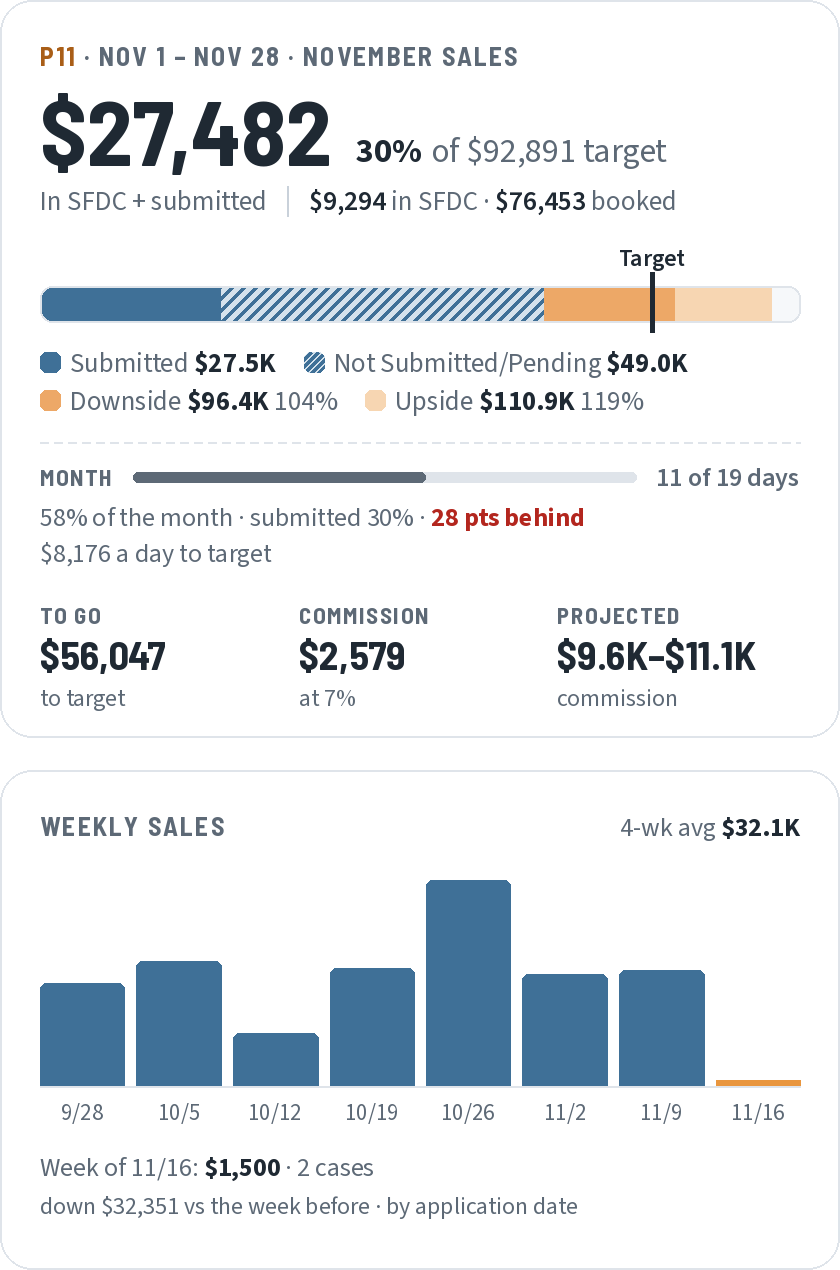 P11 · NOV 1 – NOV 28 · NOVEMBER SALES
$27,482 30% of $92,891 target
In SFDC + submitted $9,294 in SFDC · $76,453 booked
Target
Submitted $27.5K Not Submitted/Pending $49.0K
Downside $96.4K 104% Upside $110.9K 119%
MONTH 11 of 19 days
58% of the month · submitted 30% · 28 pts behind
$8,176 a day to target
TO GO COMMISSION PROJECTED
$56,047 $2,579 $9.6K–$11.1K
to target at 7% commission
WEEKLY SALES 4-wk avg $32.1K
9/28 10/5 10/12 10/19 10/26 11/2 11/9 11/16
Week of 11/16: $1,500 · 2 cases
down $32,351 vs the week before · by application date